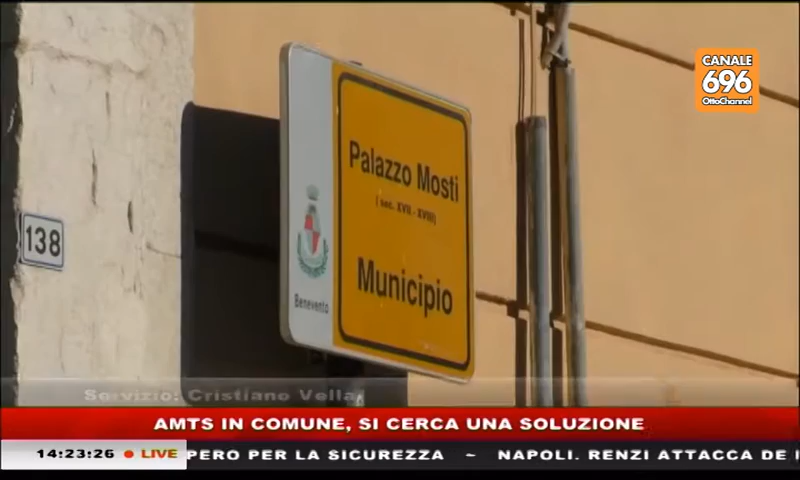 CANALE
696
OttoChannel
Palazzo Mosti
( sec. XVII - XVIII)
Municipio
Benevento
138
Servizio: Cristiano Vella
AMTS IN COMUNE, SI CERCA UNA SOLUZIONE
14:23:26 ● LIVE PERO PER LA SICUREZZA ~ NAPOLI. RENZI ATTACCA DE